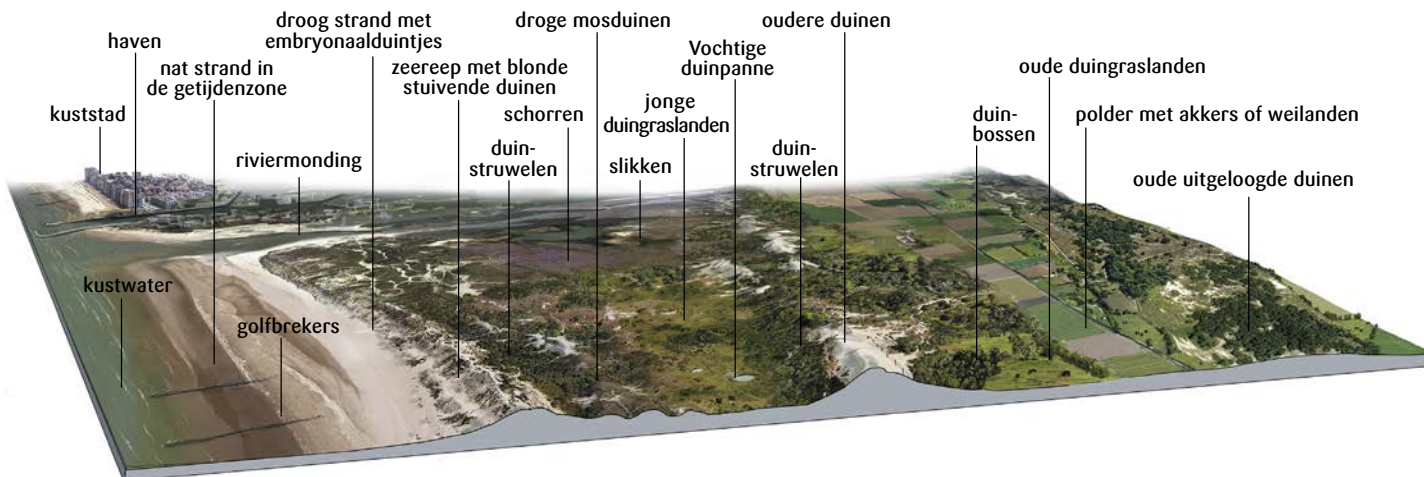 haven
kuststad
nat strand in
de getijdenzone
riviermonding
droog strand met
embryonaalduintjes
zeereep met blonde
stuivende duinen
duin-
struwelen
schorren
droge mosduinen
slikken
jonge
duingraslanden
Vochtige
duinpanne
duin-
struwelen
oudere duinen
duin-
bossen
oude duingraslanden
polder met akkers of weilanden
oude uitgeloogde duinen
kustwater
golfbrekers